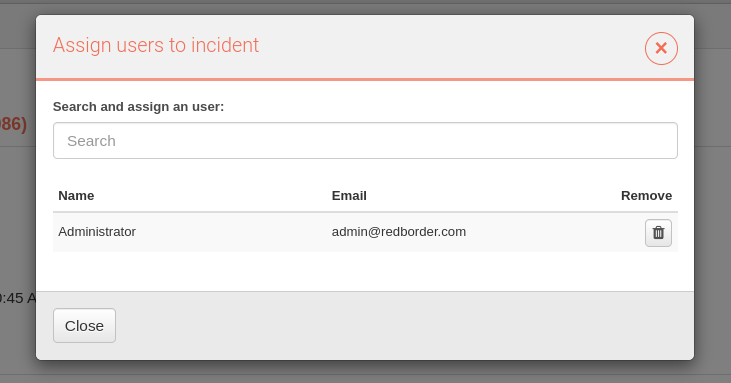 Assign users to incident
086)
Search and assign an user:
Search
Name Email Remove
Administrator admin@redborder.com
0:45 A
Close